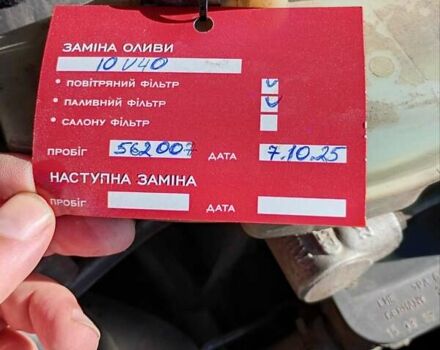 ЗАМІНА ОЛИВИ
10W40
• ПОВІТРЯНИЙ ФІЛЬТР
• ПАЛИВНИЙ ФІЛЬТР
• САЛОНУ ФІЛЬТР
ПРОБІГ 562007 ДАТА 7.10.25
НАСТУПНА ЗАМІНА
ПРОБІГ ДАТА
GERMANY